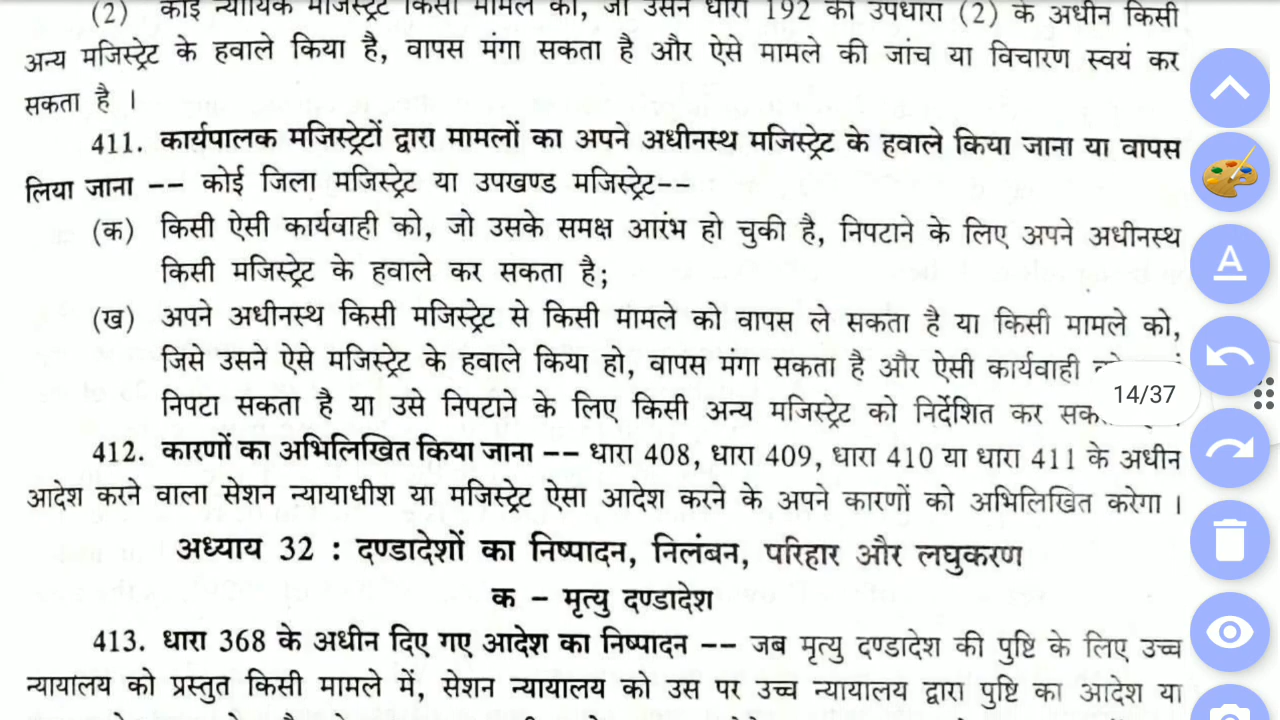 (2) कोई न्यायिक मजिस्ट्रेट किसी मामले को, जो उसने धारा 192 की उपधारा (2) के अधीन किसी
अन्य मजिस्ट्रेट के हवाले किया है, वापस मंगा सकता है और ऐसे मामले की जांच या विचारण स्वयं कर
सकता है ।
411. कार्यपालक मजिस्ट्रेटों द्वारा मामलों का अपने अधीनस्थ मजिस्ट्रेट के हवाले किया जाना या वापस
लिया जाना -- कोई जिला मजिस्ट्रेट या उपखण्ड मजिस्ट्रेट--
(क) किसी ऐसी कार्यवाही को, जो उसके समक्ष आरंभ हो चुकी है, निपटाने के लिए अपने अधीनस्थ
किसी मजिस्ट्रेट के हवाले कर सकता है;
(ख) अपने अधीनस्थ किसी मजिस्ट्रेट से किसी मामले को वापस ले सकता है या किसी मामले को,
जिसे उसने ऐसे मजिस्ट्रेट के हवाले किया हो, वापस मंगा सकता है और ऐसी कार्यवाही
14/37
निपटा सकता है या उसे निपटाने के लिए किसी अन्य मजिस्ट्रेट को निर्देशित कर
412. कारणों का अभिलिखित किया जाना -- धारा 408, धारा 409, धारा 410 या धारा 411 के अधीन
आदेश करने वाला सेशन न्यायाधीश या मजिस्ट्रेट ऐसा आदेश करने के अपने कारणों को अभिलिखित करेगा ।
अध्याय 32 : दण्डादेशों का निष्पादन, निलंबन, परिहार और लघुकरण
क - मृत्यु दण्डादेश
413. धारा 368 के अधीन दिए गए आदेश का निष्पादन -- जब मृत्यु दण्डादेश की पुष्टि के लिए उच्च
न्यायालय को प्रस्तुत किसी मामले में, सेशन न्यायालय को उस पर उच्च न्यायालय द्वारा पुष्टि का आदेश या
A